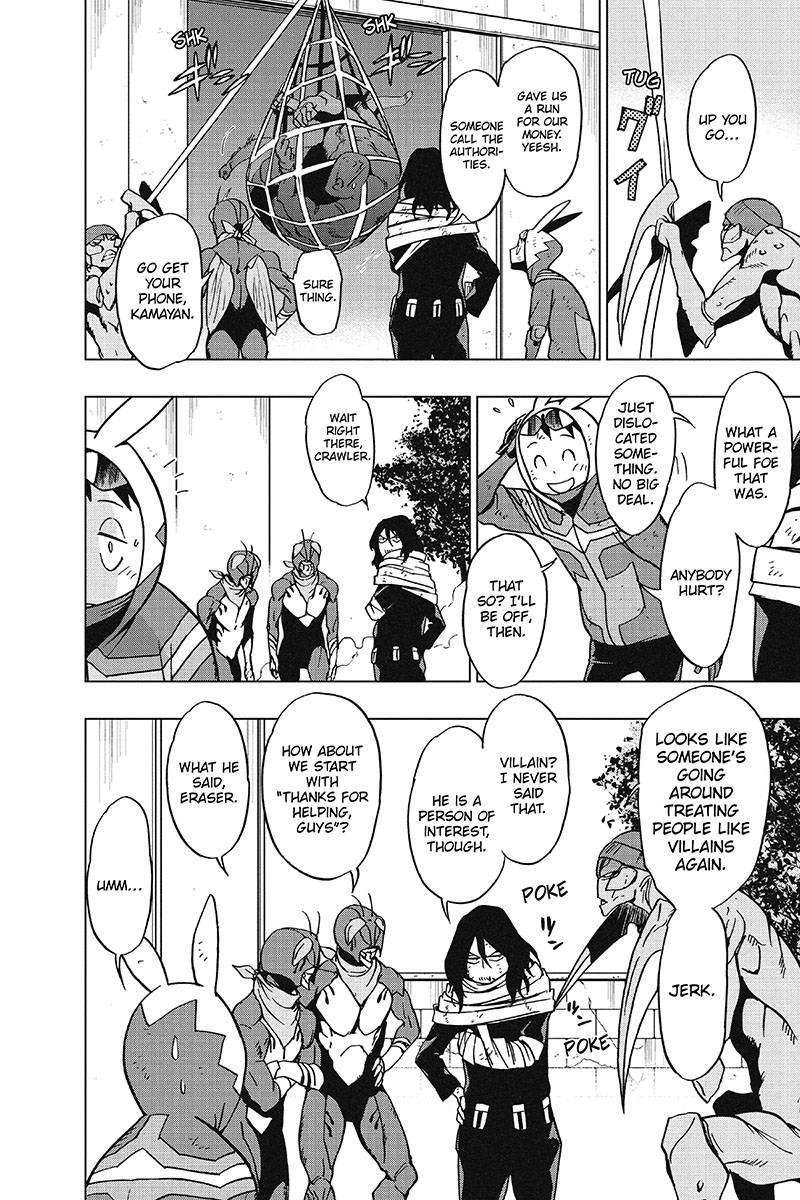 UP YOU
GO...
TUG
グイ
GAVE US
A RUN
FOR OUR
MONEY.
YEESH.
SOMEONE
CALL THE
AUTHORI-
TIES.
SHK
SHK
SURE
THING.
GO GET
YOUR
PHONE,
KAMAYAN.
WHAT A
POWER-
FUL FOE
THAT
WAS.
ANYBODY
HURT?
JUST
DISLO-
CATED
SOME-
THING.
NO BIG
DEAL.
THAT
SO? I'LL
BE OFF,
THEN.
WAIT
RIGHT
THERE,
CRAWLER.
LOOKS LIKE
SOMEONE'S
GOING
AROUND
TREATING
PEOPLE LIKE
VILLAINS
AGAIN.
JERK.
POKE
POKE
VILLAIN?
I NEVER
SAID
THAT.
HE IS A
PERSON OF
INTEREST,
THOUGH.
HOW ABOUT
WE START
WITH
"THANKS FOR
HELPING,
GUYS"?
WHAT HE
SAID,
ERASER.
UMM...